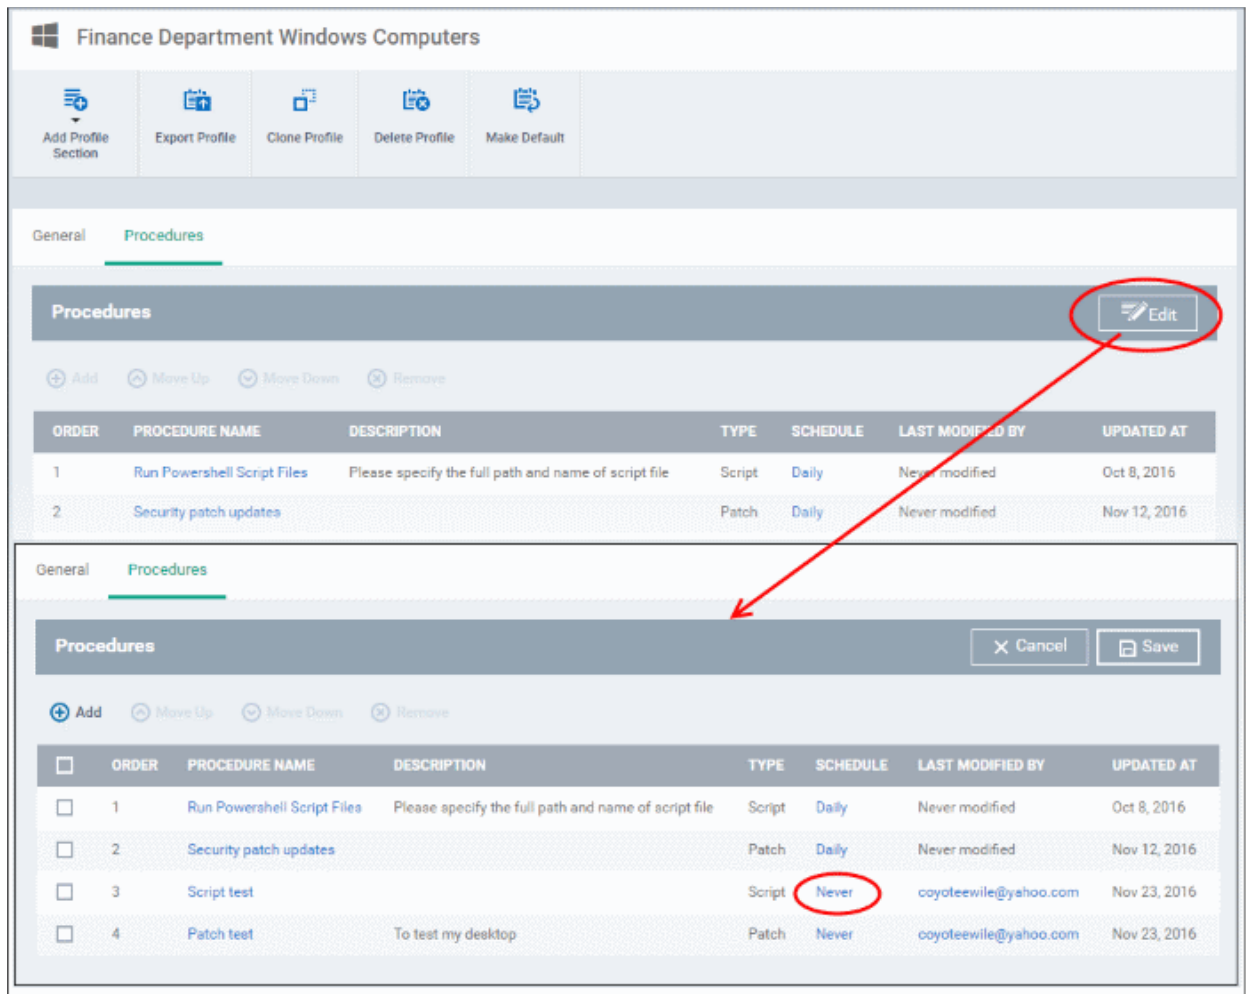 Finance Department Windows Computers
Add Profile Section
Export Profile
Clone Profile
Delete Profile
Make Default
General Procedures
Procedures
Edit
Add Move Up Move Down Remove
ORDER PROCEDURE NAME DESCRIPTION TYPE SCHEDULE LAST MODIFIED BY UPDATED AT
1 Run Powershell Script Files Please specify the full path and name of script file Script Daily Never modified Oct 8, 2016
2 Security patch updates Patch Daily Never modified Nov 12, 2016
General Procedures
Procedures
Cancel Save
Add Move Up Move Down Remove
ORDER PROCEDURE NAME DESCRIPTION TYPE SCHEDULE LAST MODIFIED BY UPDATED AT
1 Run Powershell Script Files Please specify the full path and name of script file Script Daily Never modified Oct 8, 2016
2 Security patch updates Patch Daily Never modified Nov 12, 2016
3 Script test Script Never coyoteewile@yahoo.com Nov 23, 2016
4 Patch test To test my desktop Patch Never coyoteewile@yahoo.com Nov 23, 2016